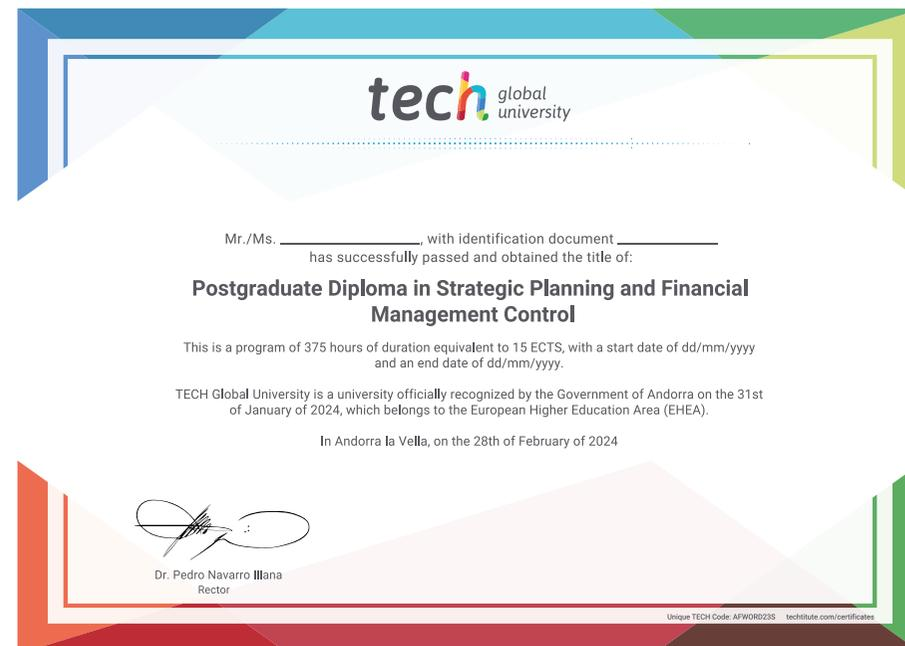 tech global
university
Mr./Ms. ____________, with identification document ____________
has successfully passed and obtained the title of:
Postgraduate Diploma in Strategic Planning and Financial
Management Control
This is a program of 375 hours of duration equivalent to 15 ECTS, with a start date of dd/mm/yyyy
and an end date of dd/mm/yyyy.
TECH Global University is a university officially recognized by the Government of Andorra on the 31st
of January of 2024, which belongs to the European Higher Education Area (EHEA).
In Andorra la Vella, on the 28th of February of 2024
Dr. Pedro Navarro Illana
Rector
Unique TECH Code: AFWORD23S techtitute.com/certificates